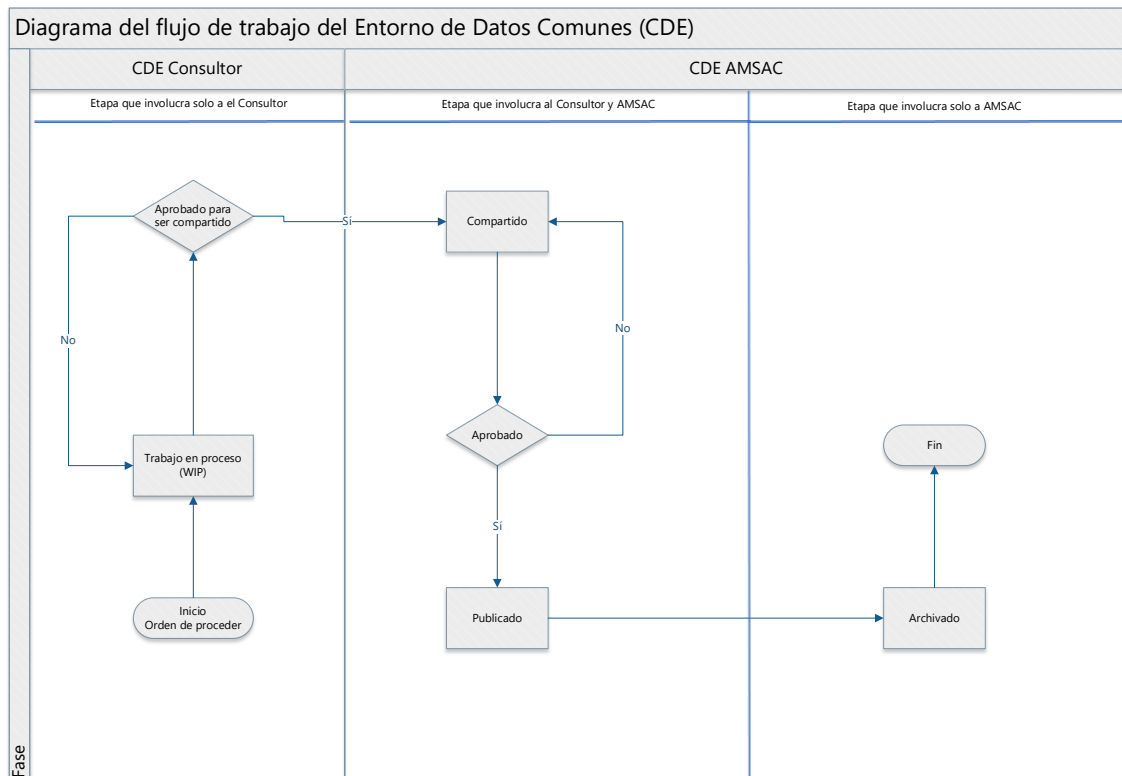 Diagrama del flujo de trabajo del Entorno de Datos Comunes (CDE)
CDE Consultor
CDE AMSAC
Etapa que involucra solo a el Consultor
Etapa que involucra al Consultor y AMSAC
Etapa que involucra solo a AMSAC
Aprobado para
ser compartido
Sí
Compartido
No
No
Aprobado
Trabajo en proceso
(WIP)
Fin
Sí
Inicio
Orden de proceder
Publicado
Archivado
Fase